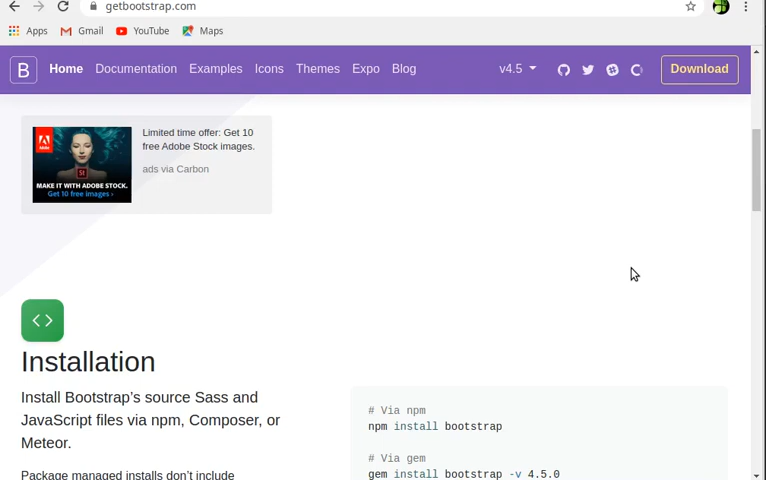 getbootstrap.com
Apps Gmail YouTube Maps
B Home Documentation Examples Icons Themes Expo Blog v4.5 Download
MAKE IT WITH ADOBE STOCK.
Get 10 free images ›
St
Limited time offer: Get 10
free Adobe Stock images.
ads via Carbon
Installation
Install Bootstrap’s source Sass and
JavaScript files via npm, Composer, or
Meteor.
Package managed installs don’t include
# Via npm
npm install bootstrap
# Via gem
gem install bootstrap -v 4.5.0